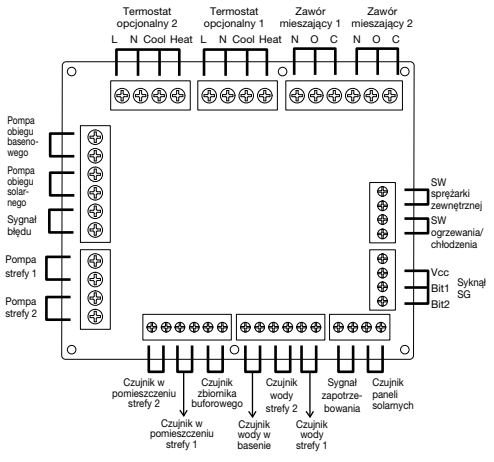 Termostat
opcjonalny 2
Termostat
opcjonalny 1
Zawór
mieszający 1
Zawór
mieszający 2
L N Cool Heat
L N Cool Heat
N O C
N O C
Pompa
obiegu
baseno-
wego
Pompa
obiegu
solar-
nego
Sygnał
błędu
Pompa
strefy 1
Pompa
strefy 2
SW
sprężarki
zewnętrznej
SW
ogrzewania/
chłodzenia
Vcc
Bit1
Bit2
Syknął
SG
Czujnik w
pomieszczeniu
strefy 2
Czujnik w
pomieszczeniu
strefy 1
Czujnik
zbiornika
buforowego
Czujnik
wody w
basenie
Czujnik
wody
strefy 2
Czujnik
wody
strefy 1
Sygnał
zapotrze-
bowania
Czujnik
paneli
solarnych